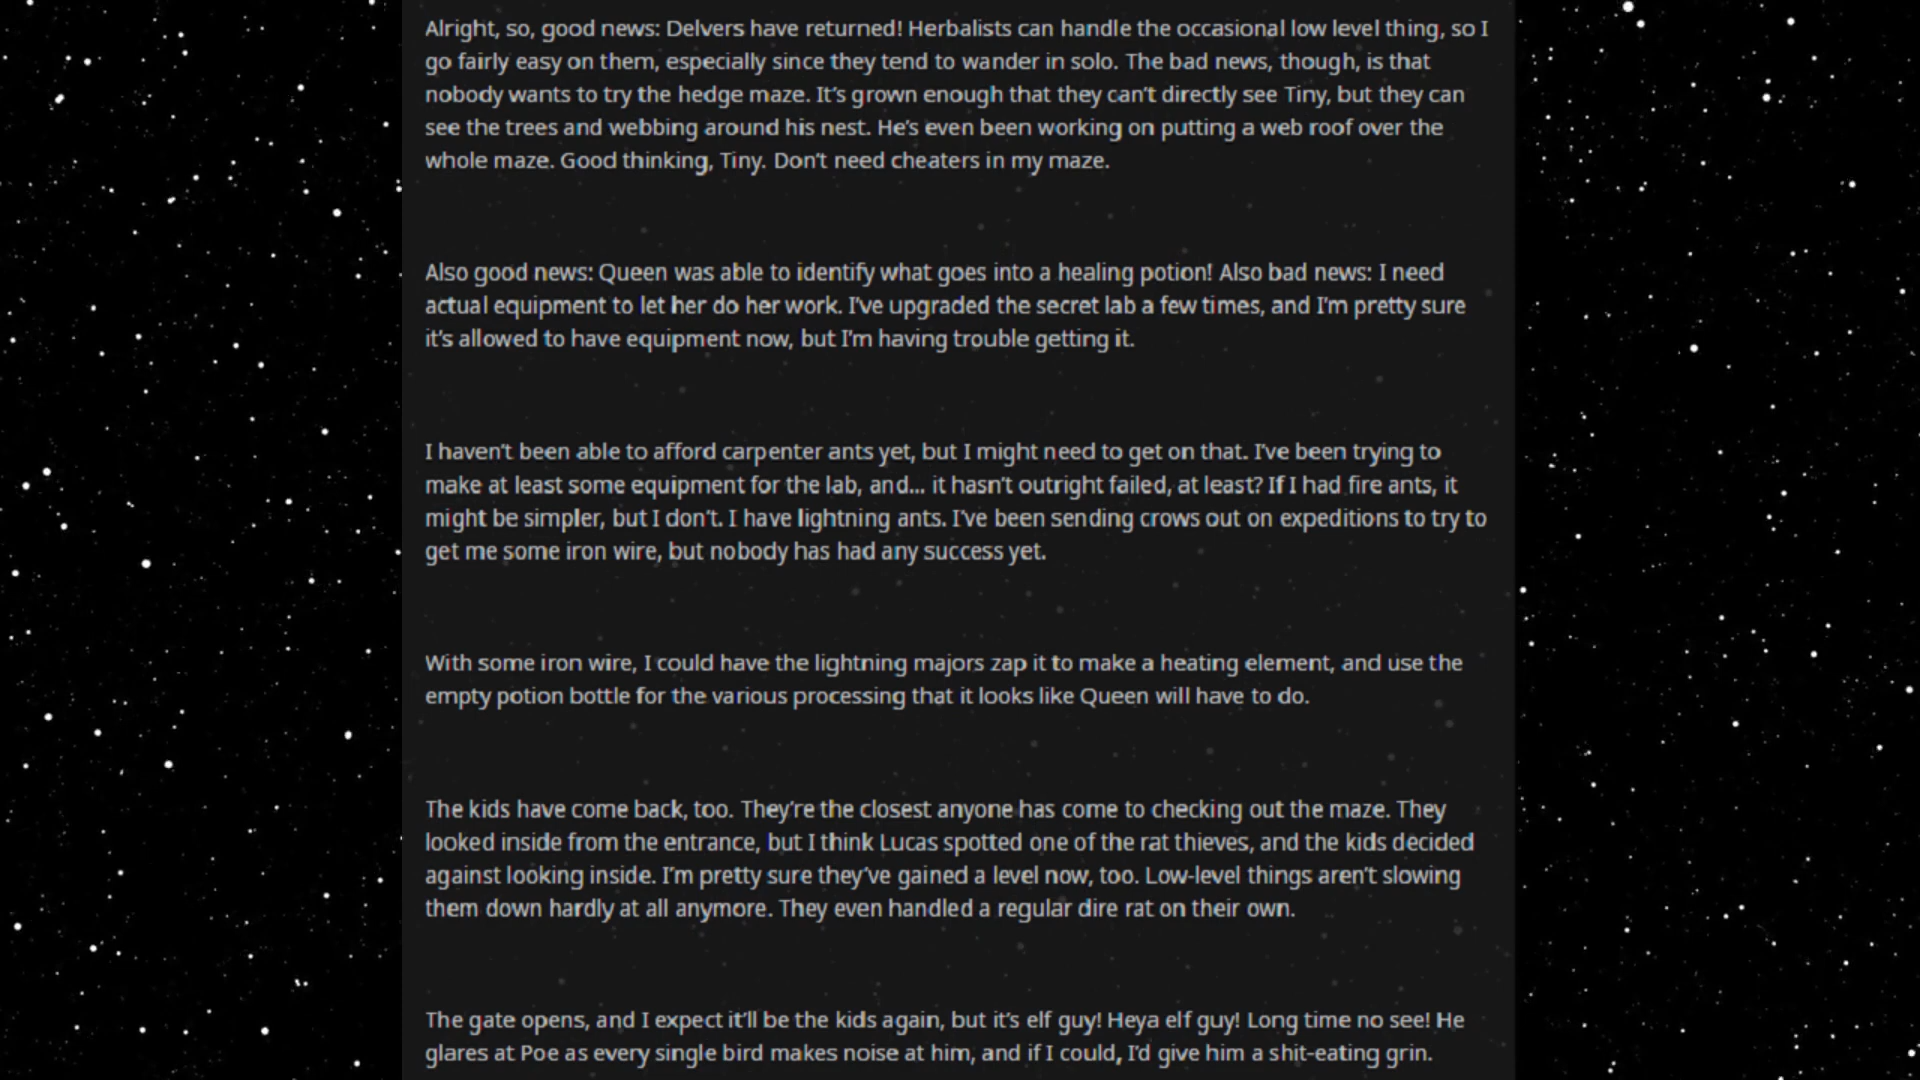 Alright, so, good news: Delvers have returned! Herbalists can handle the occasional low level thing, so I
go fairly easy on them, especially since they tend to wander in solo. The bad news, though, is that
nobody wants to try the hedge maze. It’s grown enough that they can’t directly see Tiny, but they can
see the trees and webbing around his nest. He’s even been working on putting a web roof over the
whole maze. Good thinking, Tiny. Don’t need cheaters in my maze.
Also good news: Queen was able to identify what goes into a healing potion! Also bad news: I need
actual equipment to let her do her work. I’ve upgraded the secret lab a few times, and I’m pretty sure
it’s allowed to have equipment now, but I’m having trouble getting it.
I haven’t been able to afford carpenter ants yet, but I might need to get on that. I’ve been trying to
make at least some equipment for the lab, and… it hasn’t outright failed, at least? If I had fire ants, it
might be simpler, but I don’t. I have lightning ants. I’ve been sending crows out on expeditions to try to
get me some iron wire, but nobody has had any success yet.
With some iron wire, I could have the lightning majors zap it to make a heating element, and use the
empty potion bottle for the various processing that it looks like Queen will have to do.
The kids have come back, too. They’re the closest anyone has come to checking out the maze. They
looked inside from the entrance, but I think Lucas spotted one of the rat thieves, and the kids decided
against looking inside. I’m pretty sure they’ve gained a level now, too. Low-level things aren’t slowing
them down hardly at all anymore. They even handled a regular dire rat on their own.
The gate opens, and I expect it’ll be the kids again, but it’s elf guy! Heya elf guy! Long time no see! He
glares at Poe as every single bird makes noise at him, and if I could, I’d give him a shit-eating grin.